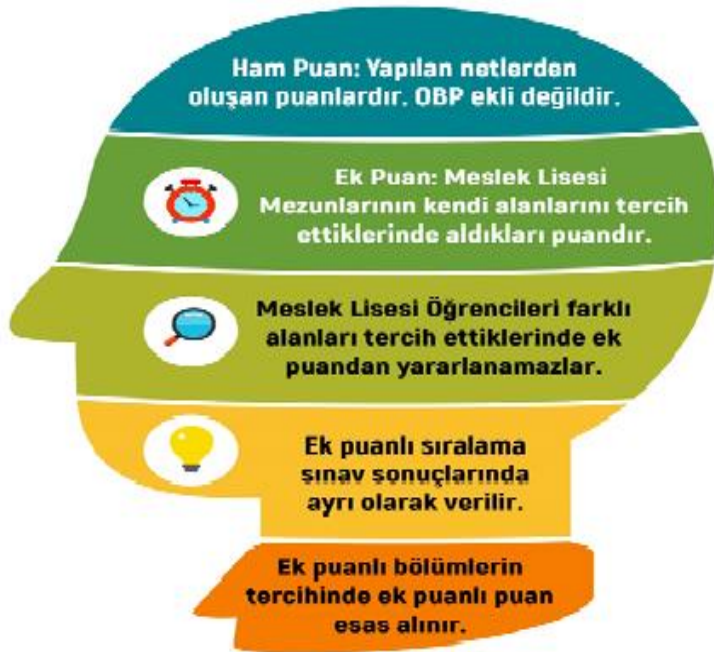 Ham Puan: Yapılan netlerden
oluşan puanlardır. OBP ekli değildir.
Ek Puan: Meslek Lisesi
Mezunlarının kendi alanlarını tercih
ettiklerinde aldıkları puandır.
Meslek Lisesi Öğrencileri farklı
alanları tercih ettiklerinde ek
puandan yararlanamazlar.
Ek puanlı sıralama
sınav sonuçlarında
ayrı olarak verilir.
Ek puanlı bölümlerin
tercihinde ek puanlı puan
esas alınır.